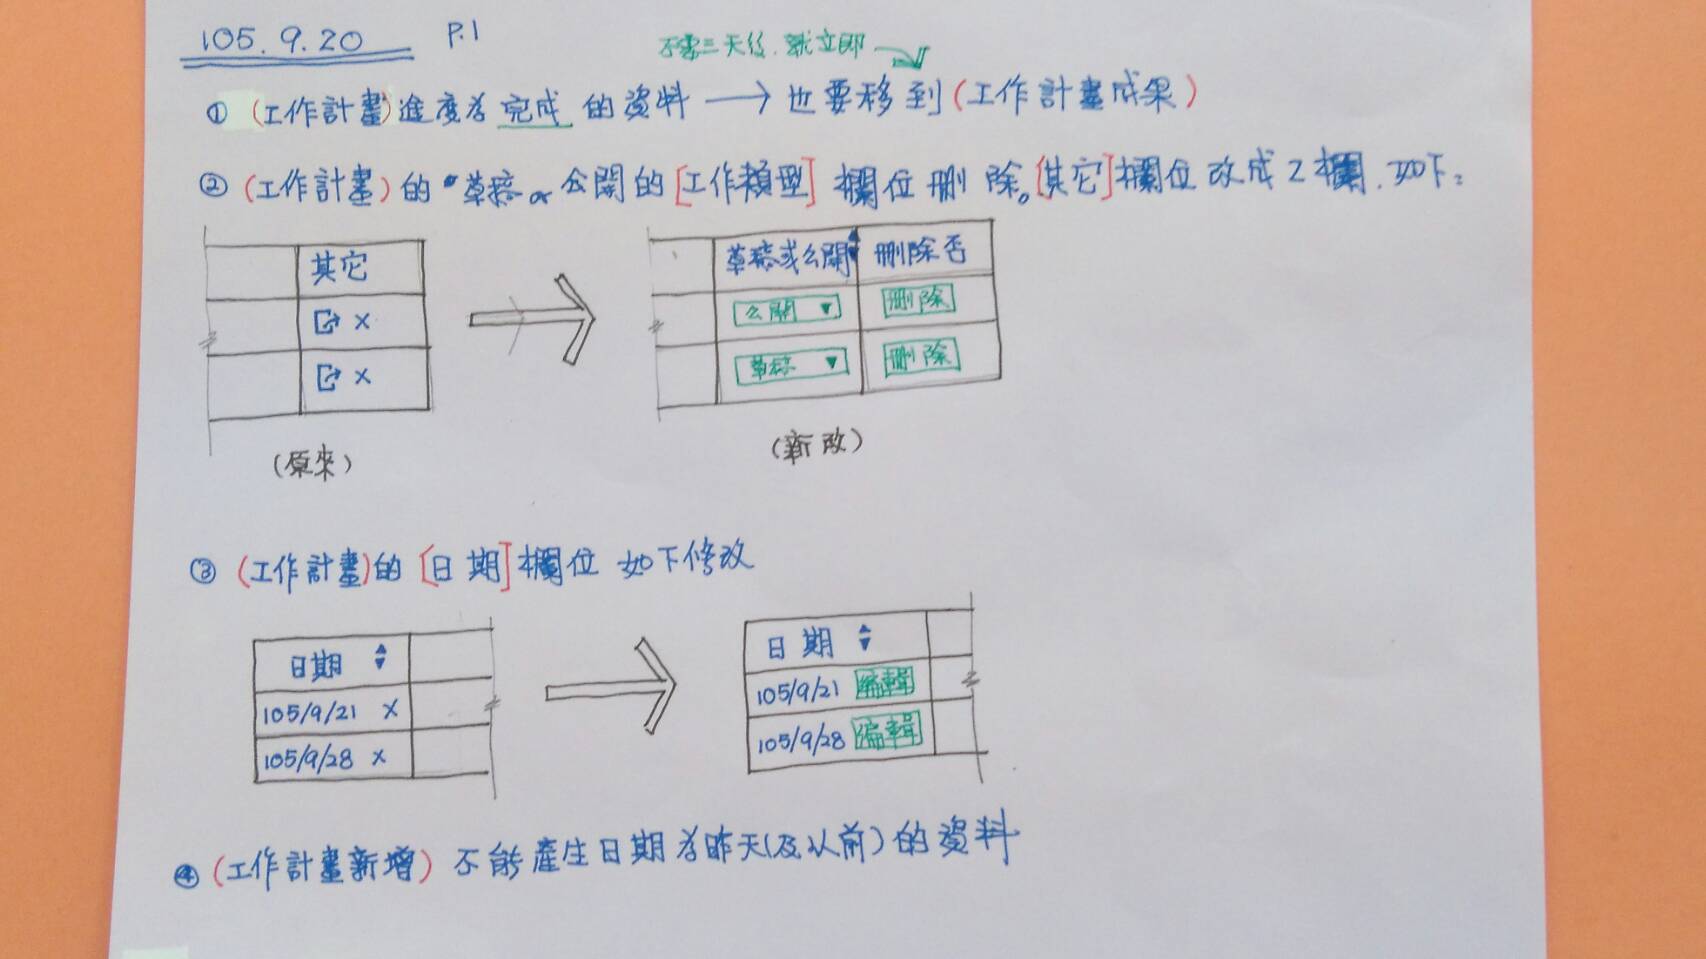 105.9.20 P.1
不需三天後.就立即
① (工作計畫)進度為完成的資料 → 也要移到(工作計畫成果)
② (工作計畫)的 草稿or公開的[工作類型]欄位刪除。[其它]欄位改成2欄.如下:
其它
x
x
(原來)
草稿或公開 刪除否
公開 ▼ 刪除
草稿 ▼ 刪除
(新改)
③ (工作計畫)的[日期]欄位如下修改
日期
105/9/21 x
105/9/28 x
日期
105/9/21 編輯
105/9/28 編輯
④ (工作計畫新增)不能產生日期為昨天(及以前)的資料